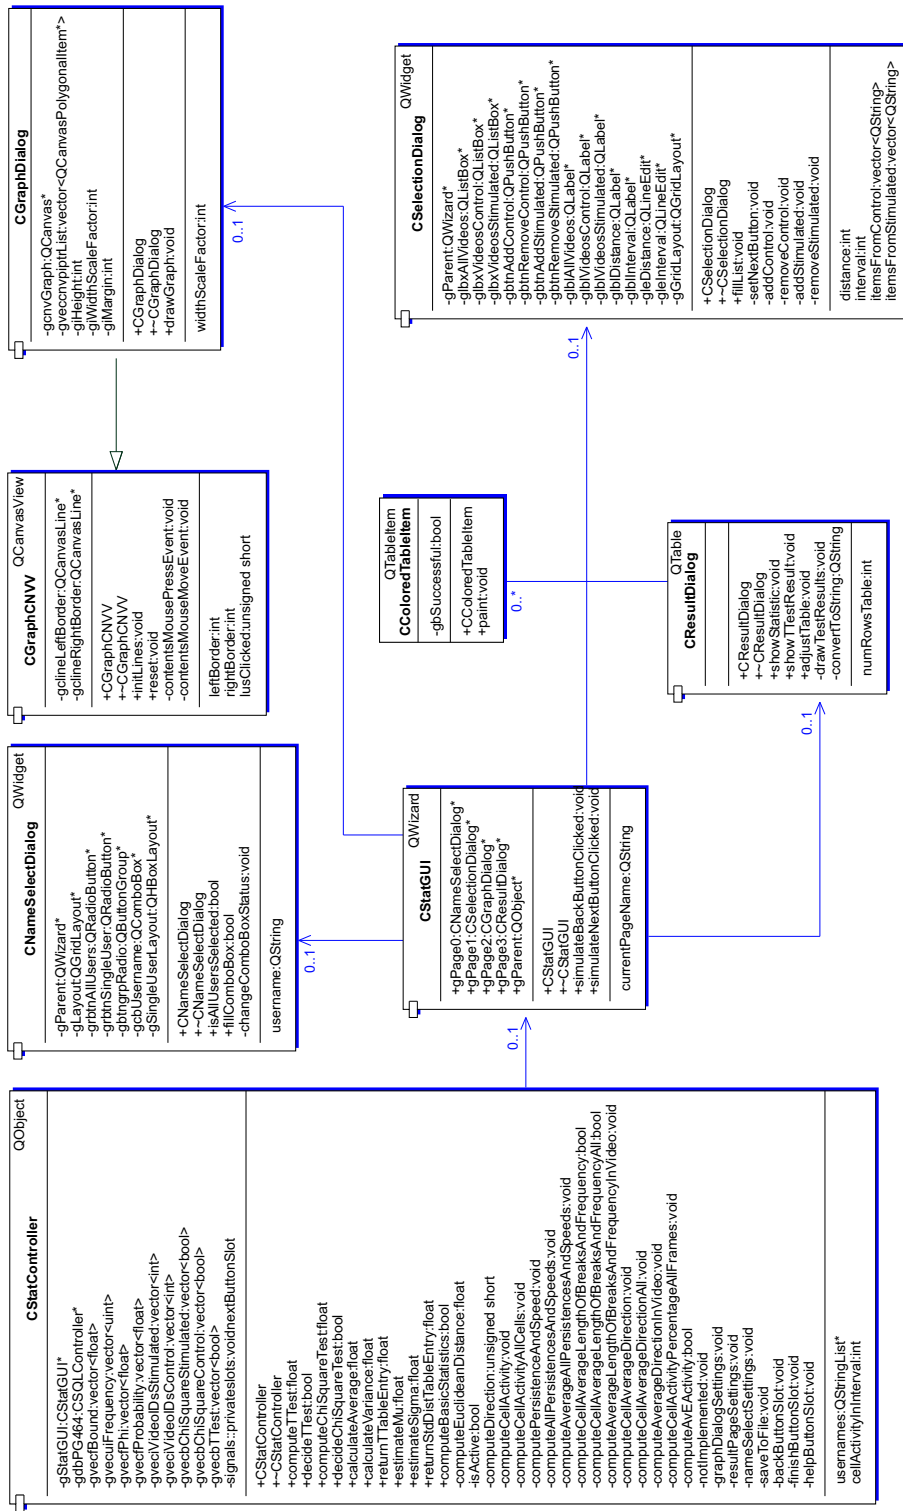 CStatController
QObject
-gStatGUI:CStatGUI*
-gdbPG464:CSQLController*
-gvecfBound:vector<float>
-gvecuiFrequency:vector<uint>
-gvecfPhi:vector<float>
-gvecfProbability:vector<float>
-gveciVideoIDsStimulated:vector<int>
-gveciVideoIDsControl:vector<int>
-gvecbChiSquareStimulated:vector<bool>
-gvecbChiSquareControl:vector<bool>
-gvecbTTest:vector<bool>
-signals::privateslots:voidnextButtonSlot
+CStatController
+~CStatController
+computeTTest:float
+decideTTest:bool
+computeChiSquareTest:float
+decideChiSquareTest:bool
+calculateAverage:float
+calculateVariance:float
+returnTTableEntry:float
+estimateMu:float
+estimateSigma:float
+returnStdDistTableEntry:float
+computeBasicStatistics:bool
-computeEuclideanDistance:float
-isActive:bool
-computeDirection:unsigned short
-computeCellActivity:void
-computeCellActivityAllCells:void
-computePersistenceAndSpeed:void
-computeAllPersistencesAndSpeeds:void
-computeAverageAllPersistencesAndSpeeds:void
-computeCellAverageLengthOfBreaksAndFrequency:bool
-computeCellAverageLengthOfBreaksAndFrequencyAll:bool
-computeAverageLengthOfBreaksAndFrequencyInVideo:void
-computeCellAverageDirection:void
-computeCellAverageDirectionAll:void
-computeAverageDirectionInVideo:void
-computeCellActivityPercentageAllFrames:void
-computeAvEActivity:bool
-notImplemented:void
-graphDialogSettings:void
-resultPageSettings:void
-nameSelectSettings:void
-saveToFile:void
-backButtonSlot:void
-finishButtonSlot:void
-helpButtonSlot:void
usernames:QStringList*
cellActivityInInterval:int
CNameSelectDialog
QWidget
-gParent:QWizard*
-gLayout:QGridLayout*
-grbtnAllUsers:QRadioButton*
-grbtnSingleUser:QRadioButton*
-gbtngrpRadio:QButtonGroup*
-gcbUsername:QComboBox*
-gSingleUserLayout:QHBoxLayout*
+CNameSelectDialog
+~CNameSelectDialog
+isAllUsersSelected:bool
+fillComboBox:bool
-changeComboBoxStatus:void
username:QString
0..1
CGraphCNVV
QCanvasView
-gclineLeftBorder:QCanvasLine*
-gclineRightBorder:QCanvasLine*
+CGraphCNVV
+~CGraphCNVV
+initLines:void
+reset:void
-contentsMousePressEvent:void
-contentsMouseMoveEvent:void
leftBorder:int
rightBorder:int
lusClicked:unsigned short
CGraphDialog
-gcnvGraph:QCanvas*
-gveccnvpiptrList:vector<QCanvasPolygonalItem*>
-giHeight:int
-giWidthScaleFactor:int
-giMargin:int
+CGraphDialog
+~CGraphDialog
+drawGraph:void
widthScaleFactor:int
0..1
CStatGUI
QWizard
+gPage0:CNameSelectDialog*
+gPage1:CSelectionDialog*
+gPage2:CGraphDialog*
+gPage3:CResultDialog*
+gParent:QObject*
+CStatGUI
+~CStatGUI
+simulateBackButtonClicked:void
+simulateNextButtonClicked:void
currentPageName:QString
0..1
QTableItem
CColoredTableItem
-gbSuccessful:bool
+CColoredTableItem
+paint:void
0..*
CSelectionDialog
QWidget
-gParent:QWizard*
-glbxAllVideos:QListBox*
-glbxVideosControl:QListBox*
-glbxVideosStimulated:QListBox*
-gbtnAddControl:QPushButton*
-gbtnRemoveControl:QPushButton*
-gbtnAddStimulated:QPushButton*
-gbtnRemoveStimulated:QPushButton*
-glblAllVideos:QLabel*
-glblVideosControl:QLabel*
-glblVideosStimulated:QLabel*
-glblDistance:QLabel*
-glblInterval:QLabel*
-gleDistance:QLineEdit*
-gleInterval:QLineEdit*
-gGridLayout:QGridLayout*
+CSelectionDialog
+~CSelectionDialog
+fillList:void
-setNextButton:void
-addControl:void
-removeControl:void
-addStimulated:void
-removeStimulated:void
distance:int
interval:int
itemsFromControl:vector<QString>
itemsFromStimulated:vector<QString>
0..1
QTable
CResultDialog
+CResultDialog
+~CResultDialog
+showStatistic:void
+showTTestResult:void
+adjustTable:void
-drawTestResults:void
-convertToString:QString
numRowsTable:int
0..1